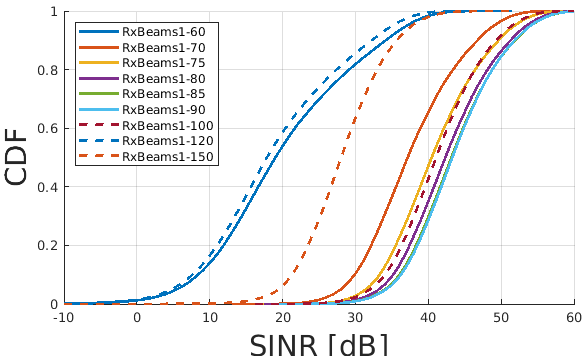 1
0.8
0.6
0.4
0.2
0
CDF
RxBeams1-60
RxBeams1-70
RxBeams1-75
RxBeams1-80
RxBeams1-85
RxBeams1-90
RxBeams1-100
RxBeams1-120
RxBeams1-150
-10 0 10 20 30 40 50 60
SINR [dB]